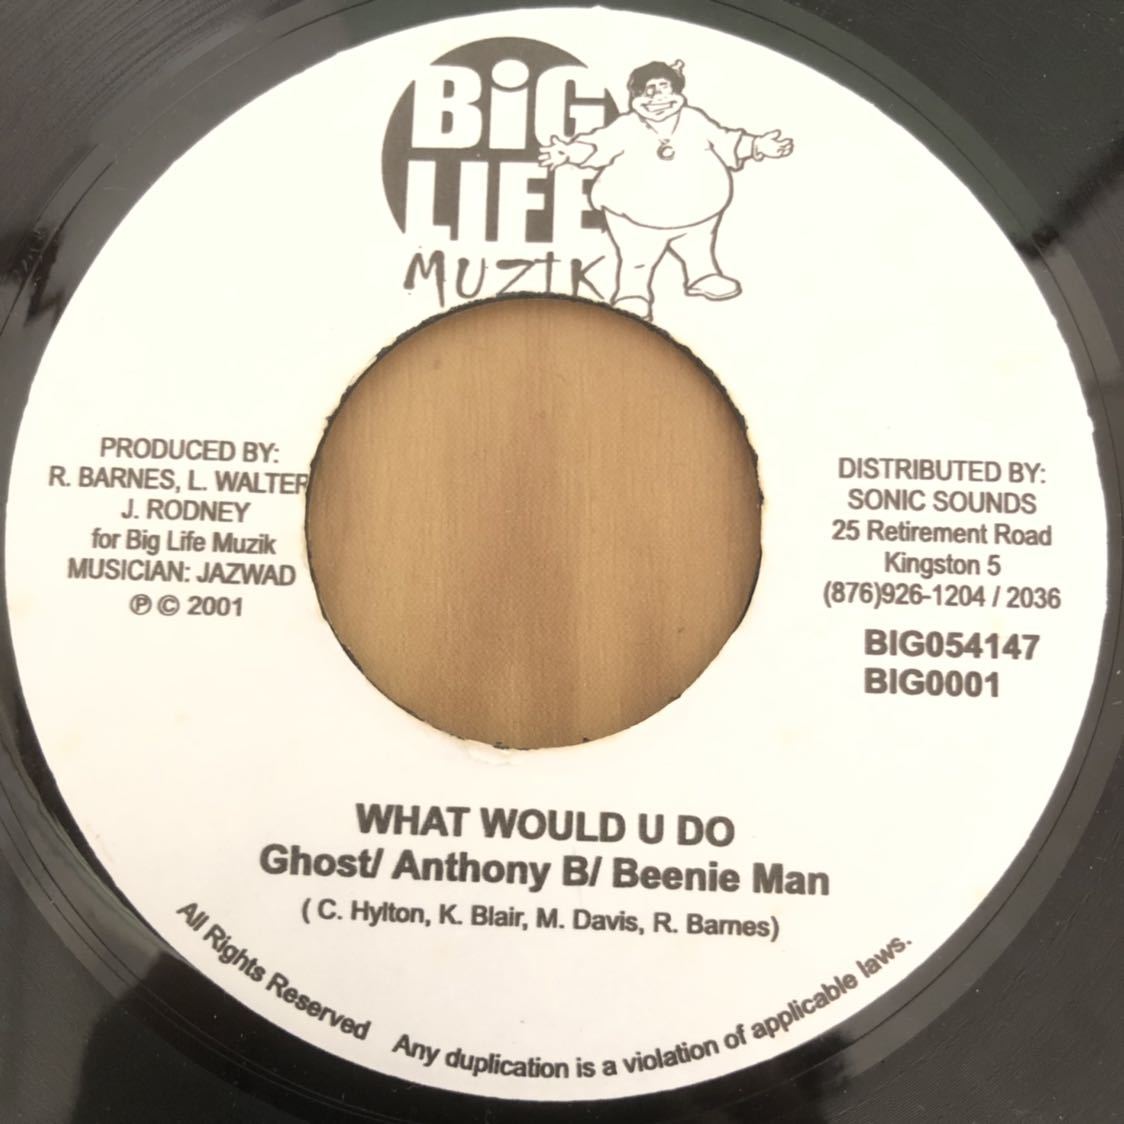 BiG
LIFE
MUZIK
PRODUCED BY:
R. BARNES, L. WALTER
J. RODNEY
for Big Life Muzik
MUSICIAN: JAZWAD
℗ © 2001
DISTRIBUTED BY:
SONIC SOUNDS
25 Retirement Road
Kingston 5
(876)926-1204 / 2036
BIG054147
BIG0001
WHAT WOULD U DO
Ghost/ Anthony B/ Beenie Man
( C. Hylton, K. Blair, M. Davis, R. Barnes)
All Rights Reserved Any duplication is a violation of applicable laws.